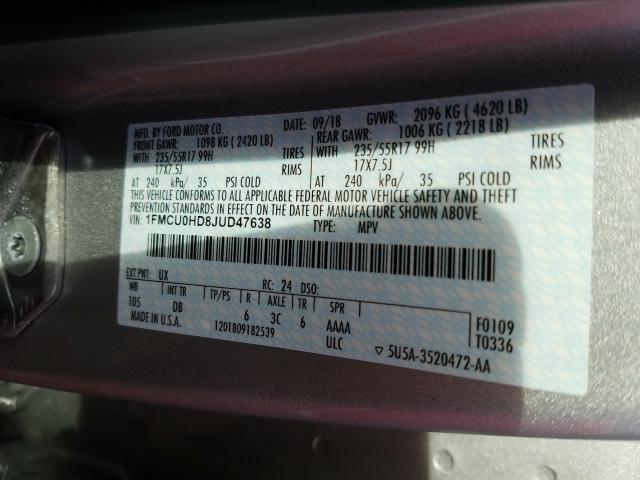 MFD. BY FORD MOTOR CO. DATE: 09/18 GVWR: 2096 KG ( 4620 LB)
FRONT GAWR: 1098 KG ( 2420 LB) REAR GAWR: 1006 KG ( 2218 LB)
WITH 235/55R17 99H TIRES WITH 235/55R17 99H TIRES
17X7.5J RIMS 17X7.5J RIMS
AT 240 kPa/ 35 PSI COLD AT 240 kPa/ 35 PSI COLD
THIS VEHICLE CONFORMS TO ALL APPLICABLE FEDERAL MOTOR VEHICLE SAFETY AND THEFT
PREVENTION STANDARDS IN EFFECT ON THE DATE OF MANUFACTURE SHOWN ABOVE.
VIN: 1FMCU0HD8JUD47638 TYPE: MPV
EXT PNT: UX RC: 24 DSO:
WB INT TR TP/PS R AXLE TR SPR
105 DB 6 3C 6 AAAA F0109
MADE IN U.S.A. 1201809182539 ULC T0336
5U5A-3520472-AA